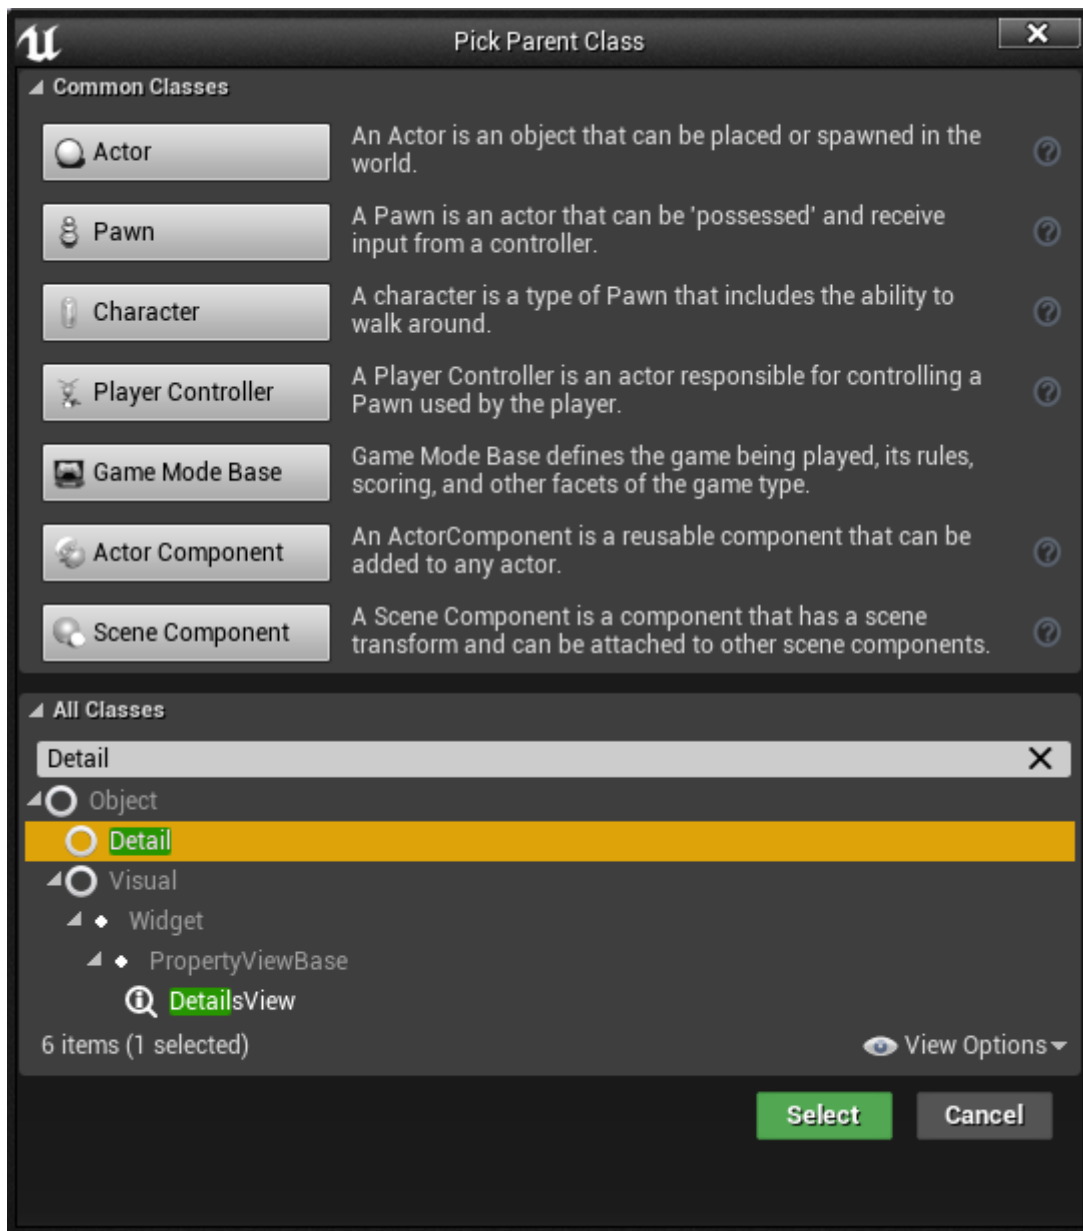 Pick Parent Class
Common Classes
Actor
An Actor is an object that can be placed or spawned in the
world.
Pawn
A Pawn is an actor that can be 'possessed' and receive
input from a controller.
Character
A character is a type of Pawn that includes the ability to
walk around.
Player Controller
A Player Controller is an actor responsible for controlling a
Pawn used by the player.
Game Mode Base
Game Mode Base defines the game being played, its rules,
scoring, and other facets of the game type.
Actor Component
An ActorComponent is a reusable component that can be
added to any actor.
Scene Component
A Scene Component is a component that has a scene
transform and can be attached to other scene components.
All Classes
Detail
Object
Detail
Visual
Widget
PropertyViewBase
DetailsView
6 items (1 selected)
View Options
Select
Cancel